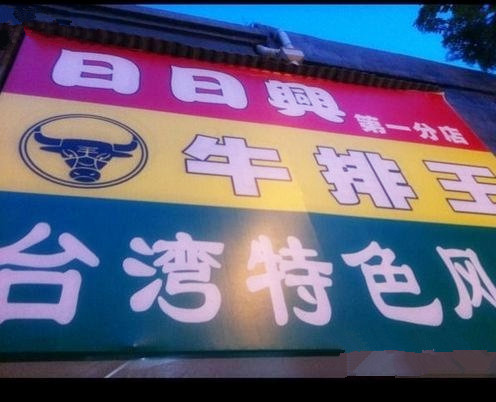 日日興 第一分店
牛排王
台湾特色风